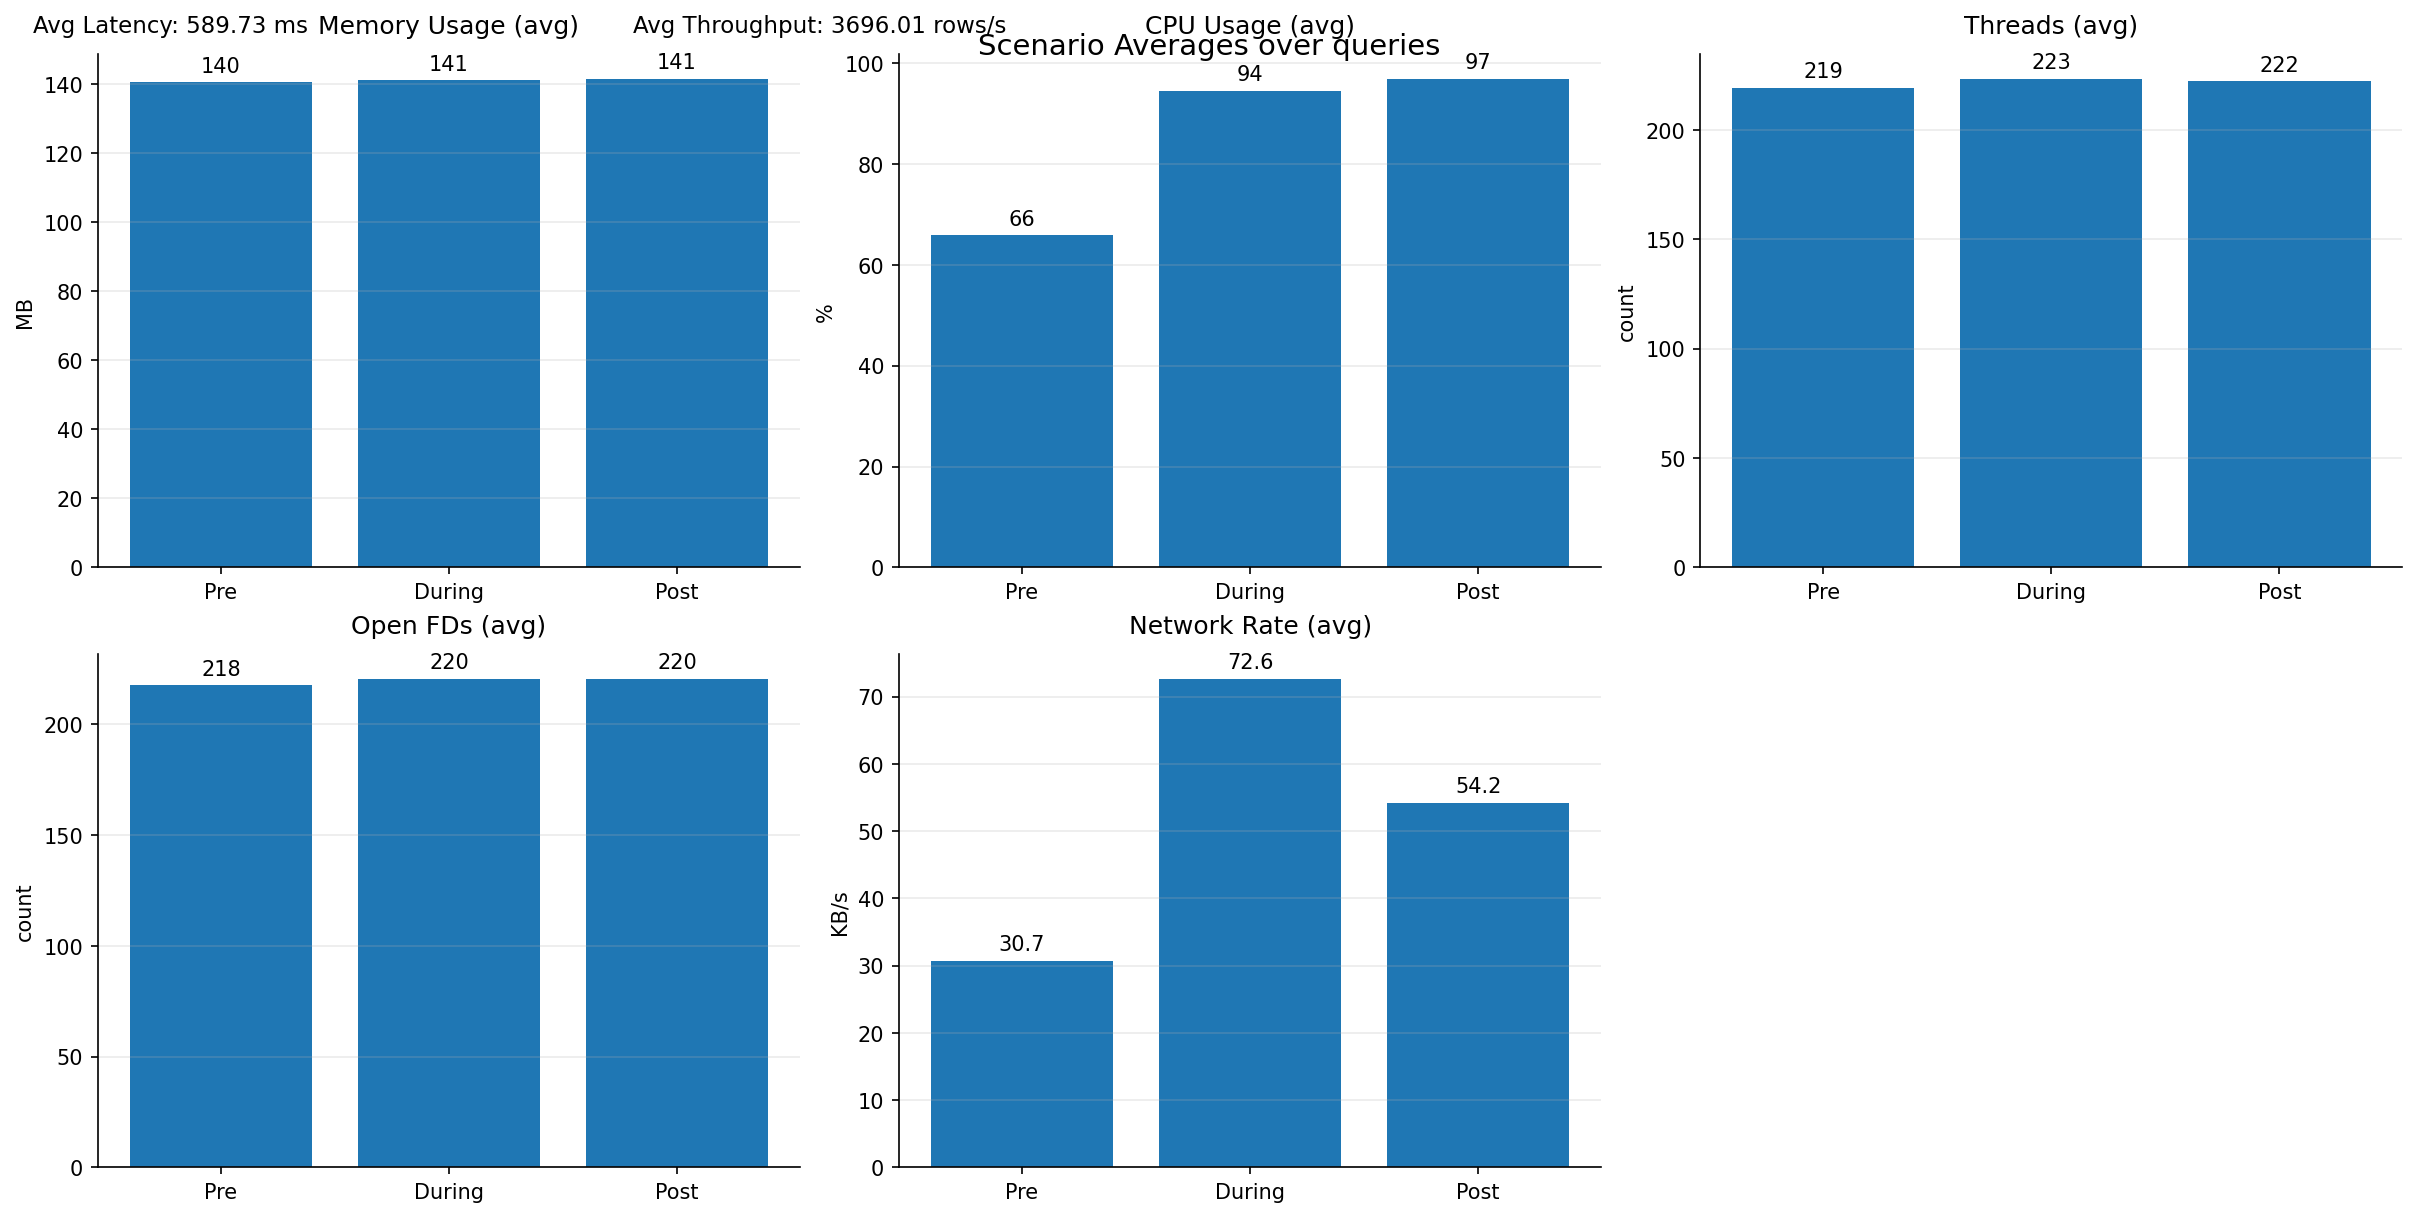 Avg Latency: 589.73 ms
Avg Throughput: 3696.01 rows/s
Scenario Averages over queries
Memory Usage (avg)
140
141
141
140
120
100
80
60
40
20
0
MB
Pre
During
Post
CPU Usage (avg)
66
94
97
100
80
60
40
20
0
%
Pre
During
Post
Threads (avg)
219
223
222
200
150
100
50
0
count
Pre
During
Post
Open FDs (avg)
218
220
220
200
150
100
50
0
count
Pre
During
Post
Network Rate (avg)
30.7
72.6
54.2
70
60
50
40
30
20
10
0
KB/s
Pre
During
Post